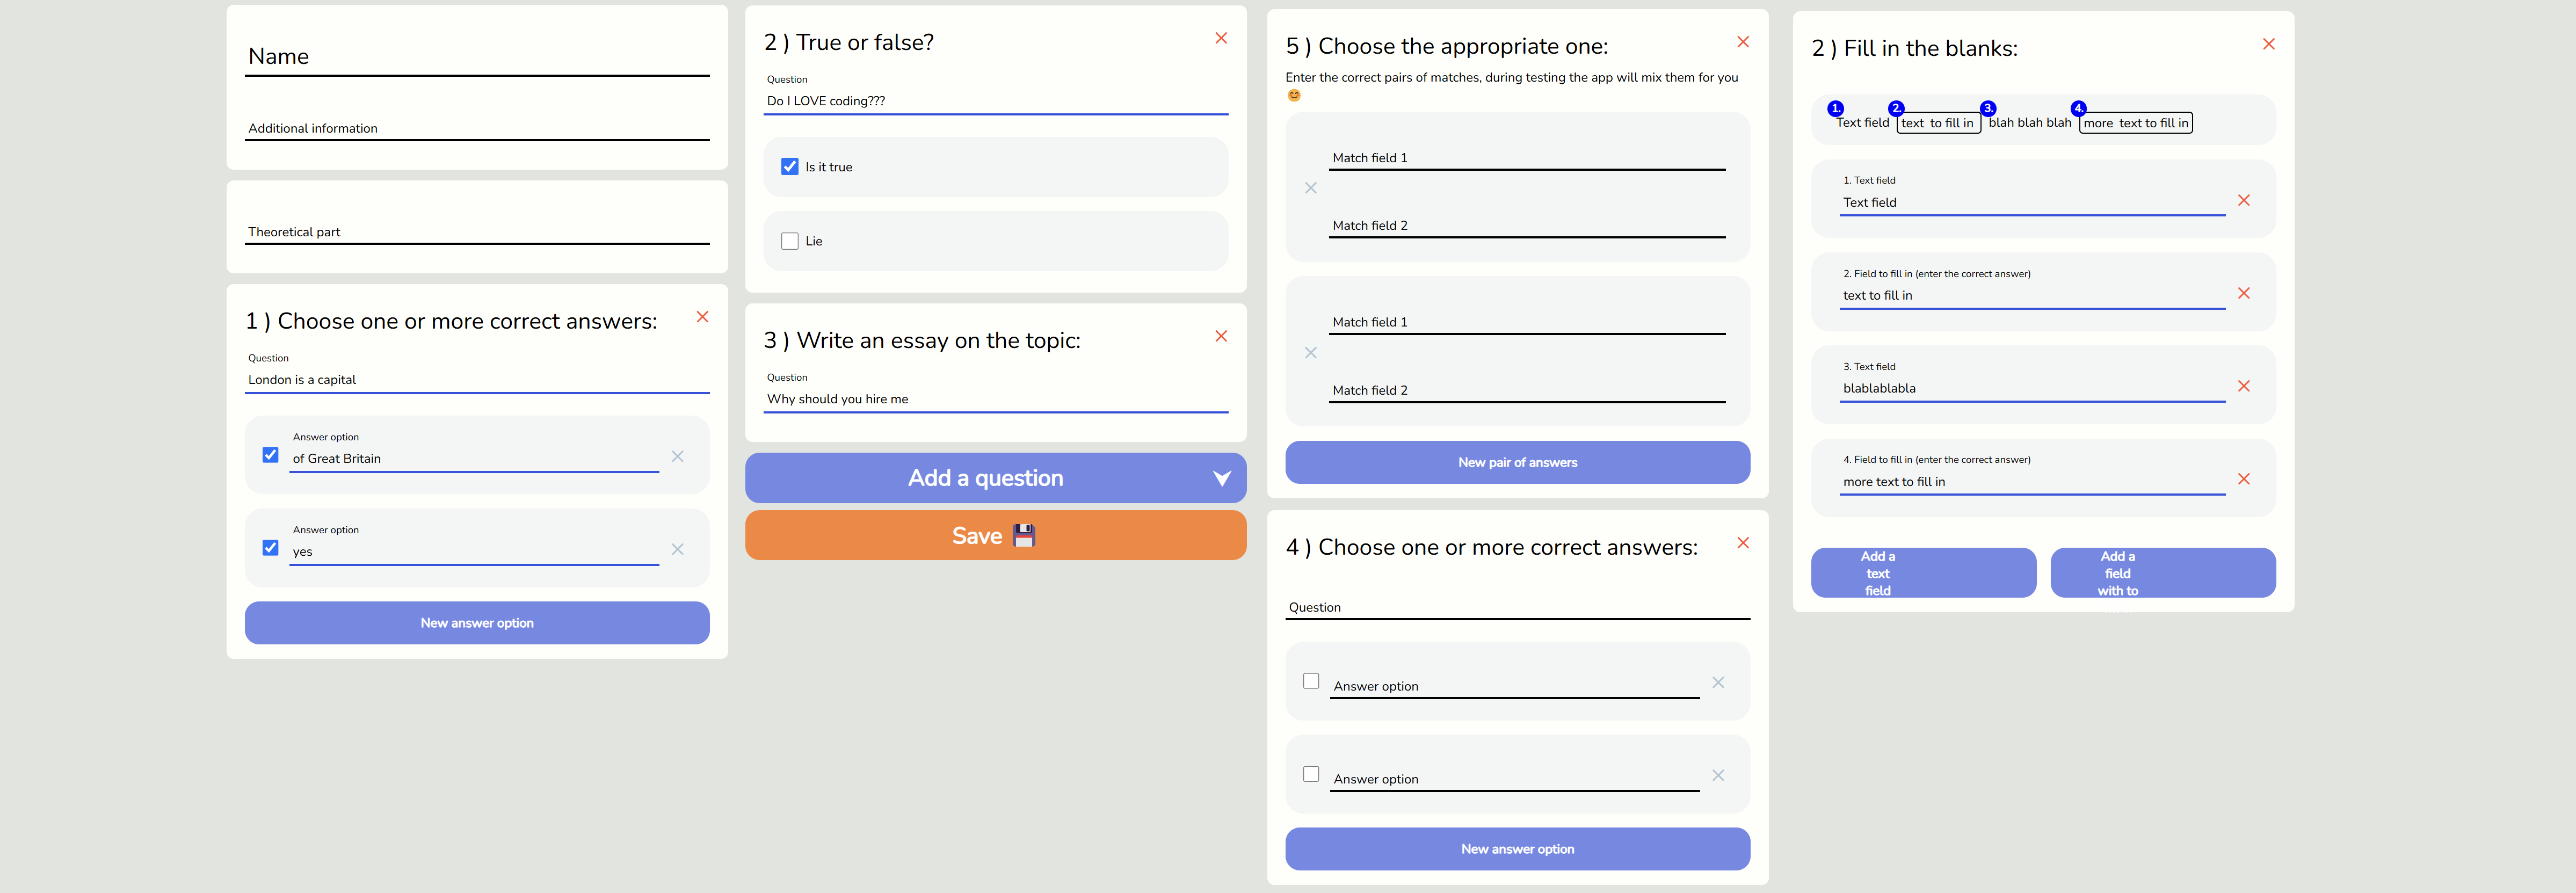 Name
Additional information
Theoretical part
1 ) Choose one or more correct answers:
Question
London is a capital
Answer option
of Great Britain
Answer option
yes
New answer option
2 ) True or false?
Question
Do I LOVE coding???
Is it true
Lie
3 ) Write an essay on the topic:
Question
Why should you hire me
Add a question
Save 💾
5 ) Choose the appropriate one:
Enter the correct pairs of matches, during testing the app will mix them for you
😊
Match field 1
Match field 2
Match field 1
Match field 2
New pair of answers
4 ) Choose one or more correct answers:
Question
Answer option
Answer option
New answer option
2 ) Fill in the blanks:
1. 2. 3. 4.
Text field text to fill in blah blah blah more text to fill in
1. Text field
Text field
2. Field to fill in (enter the correct answer)
text to fill in
3. Text field
blablablabla
4. Field to fill in (enter the correct answer)
more text to fill in
Add a
text
field
Add a
field
with to